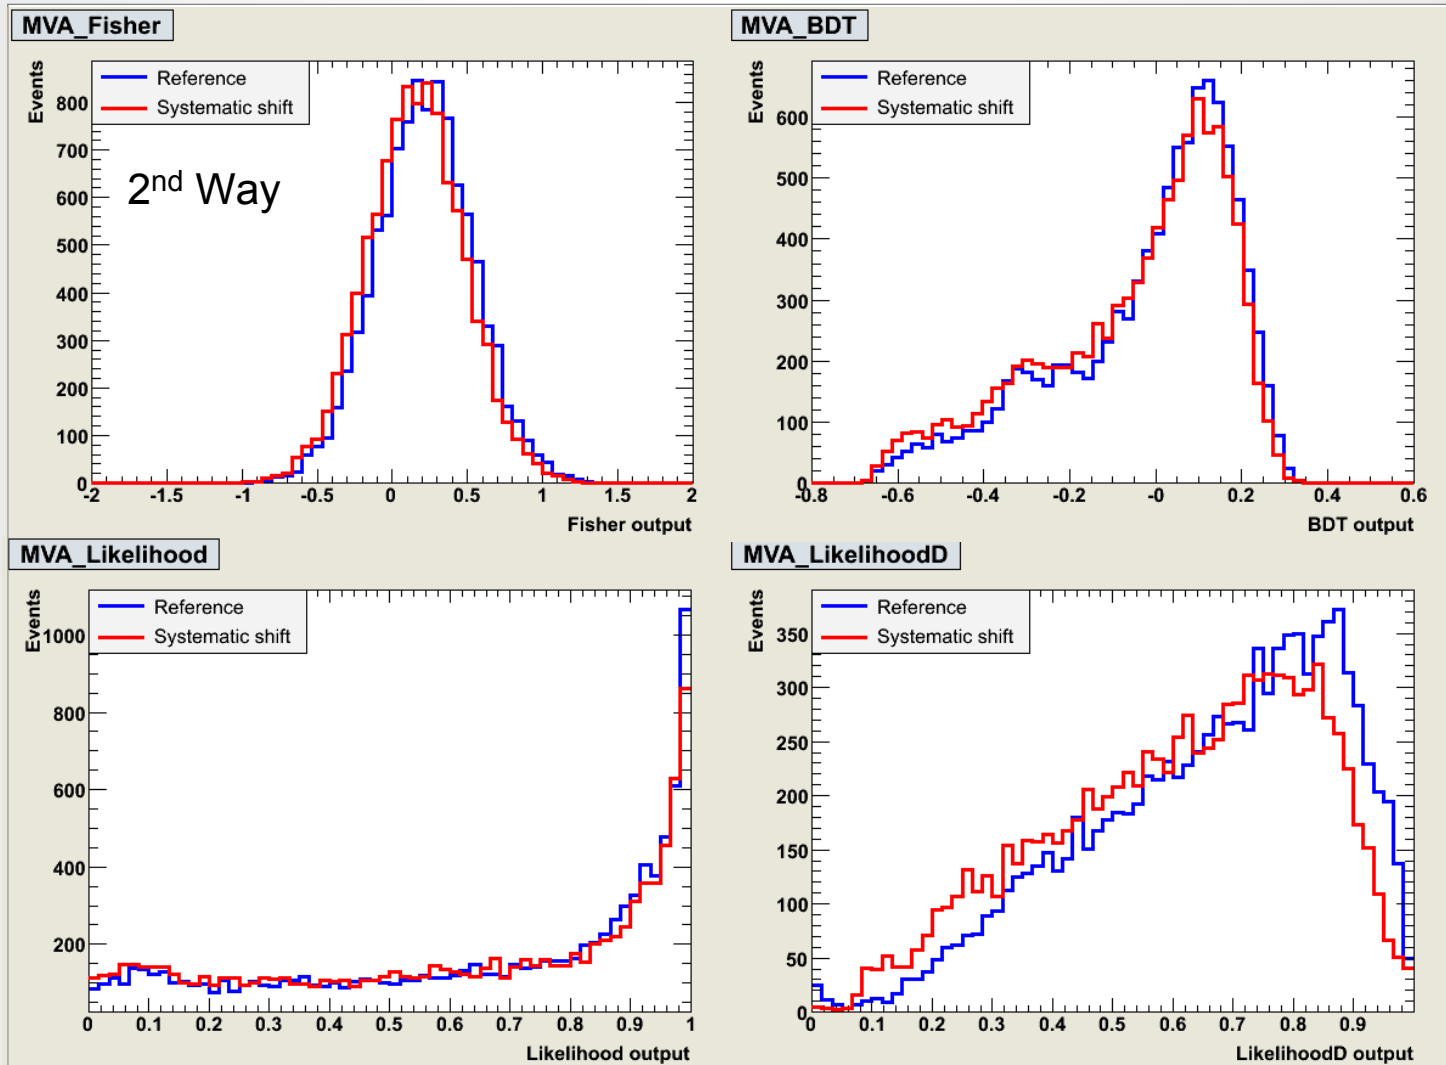 MVA_Fisher
Events
Reference
Systematic shift
2nd Way
800
700
600
500
400
300
200
100
0
-2 -1.5 -1 -0.5 0 0.5 1 1.5 2
Fisher output
MVA_BDT
Events
Reference
Systematic shift
600
500
400
300
200
100
0
-0.8 -0.6 -0.4 -0.2 -0 0.2 0.4 0.6
BDT output
MVA_Likelihood
Events
Reference
Systematic shift
1000
800
600
400
200
0 0.1 0.2 0.3 0.4 0.5 0.6 0.7 0.8 0.9 1
Likelihood output
MVA_LikelihoodD
Events
Reference
Systematic shift
350
300
250
200
150
100
50
0
0 0.1 0.2 0.3 0.4 0.5 0.6 0.7 0.8 0.9
LikelihoodD output